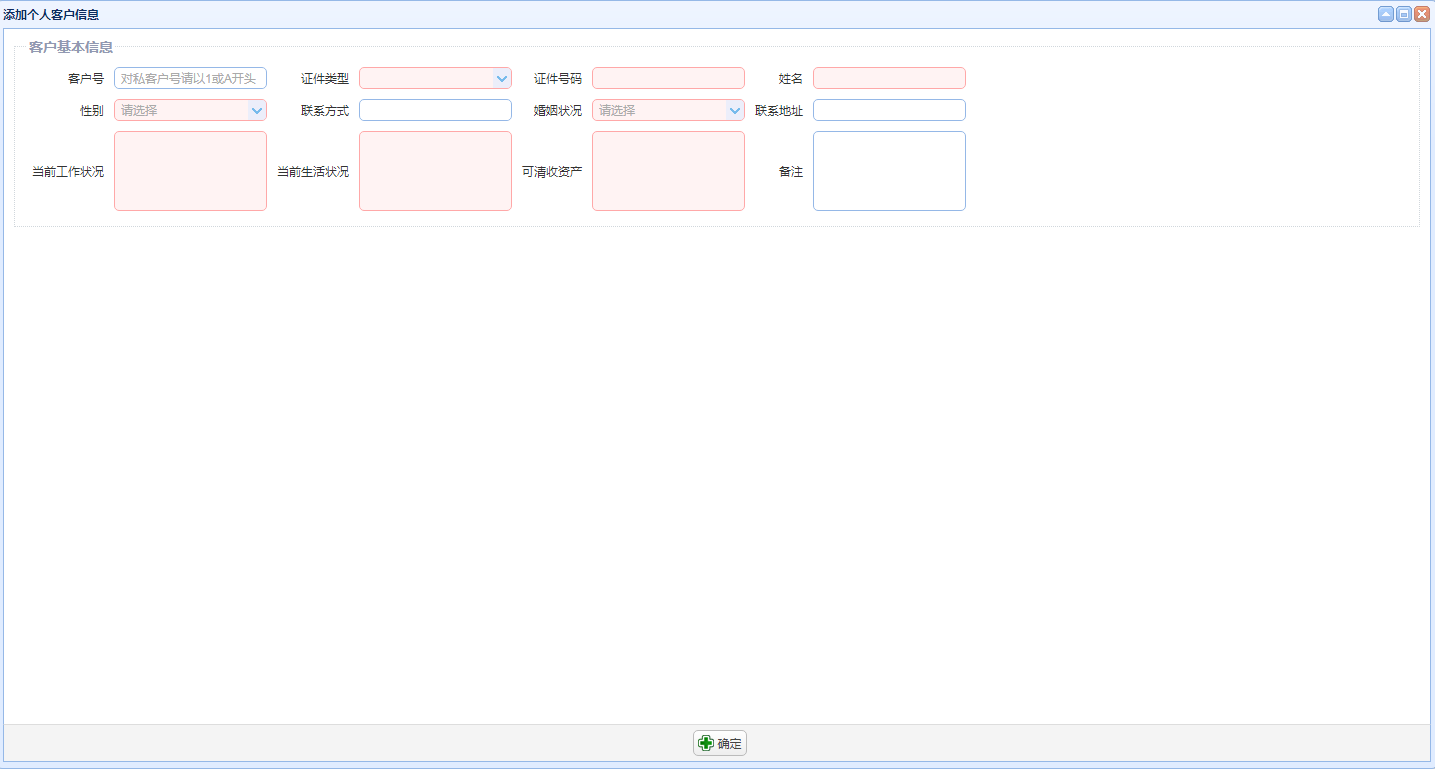 添加个人客户信息
客户基本信息
客户号 对私客户号请以1或A开头 证件类型 证件号码 姓名
性别 请选择 联系方式 婚姻状况 请选择 联系地址
当前工作状况 当前生活状况 可清收资产 备注
确定